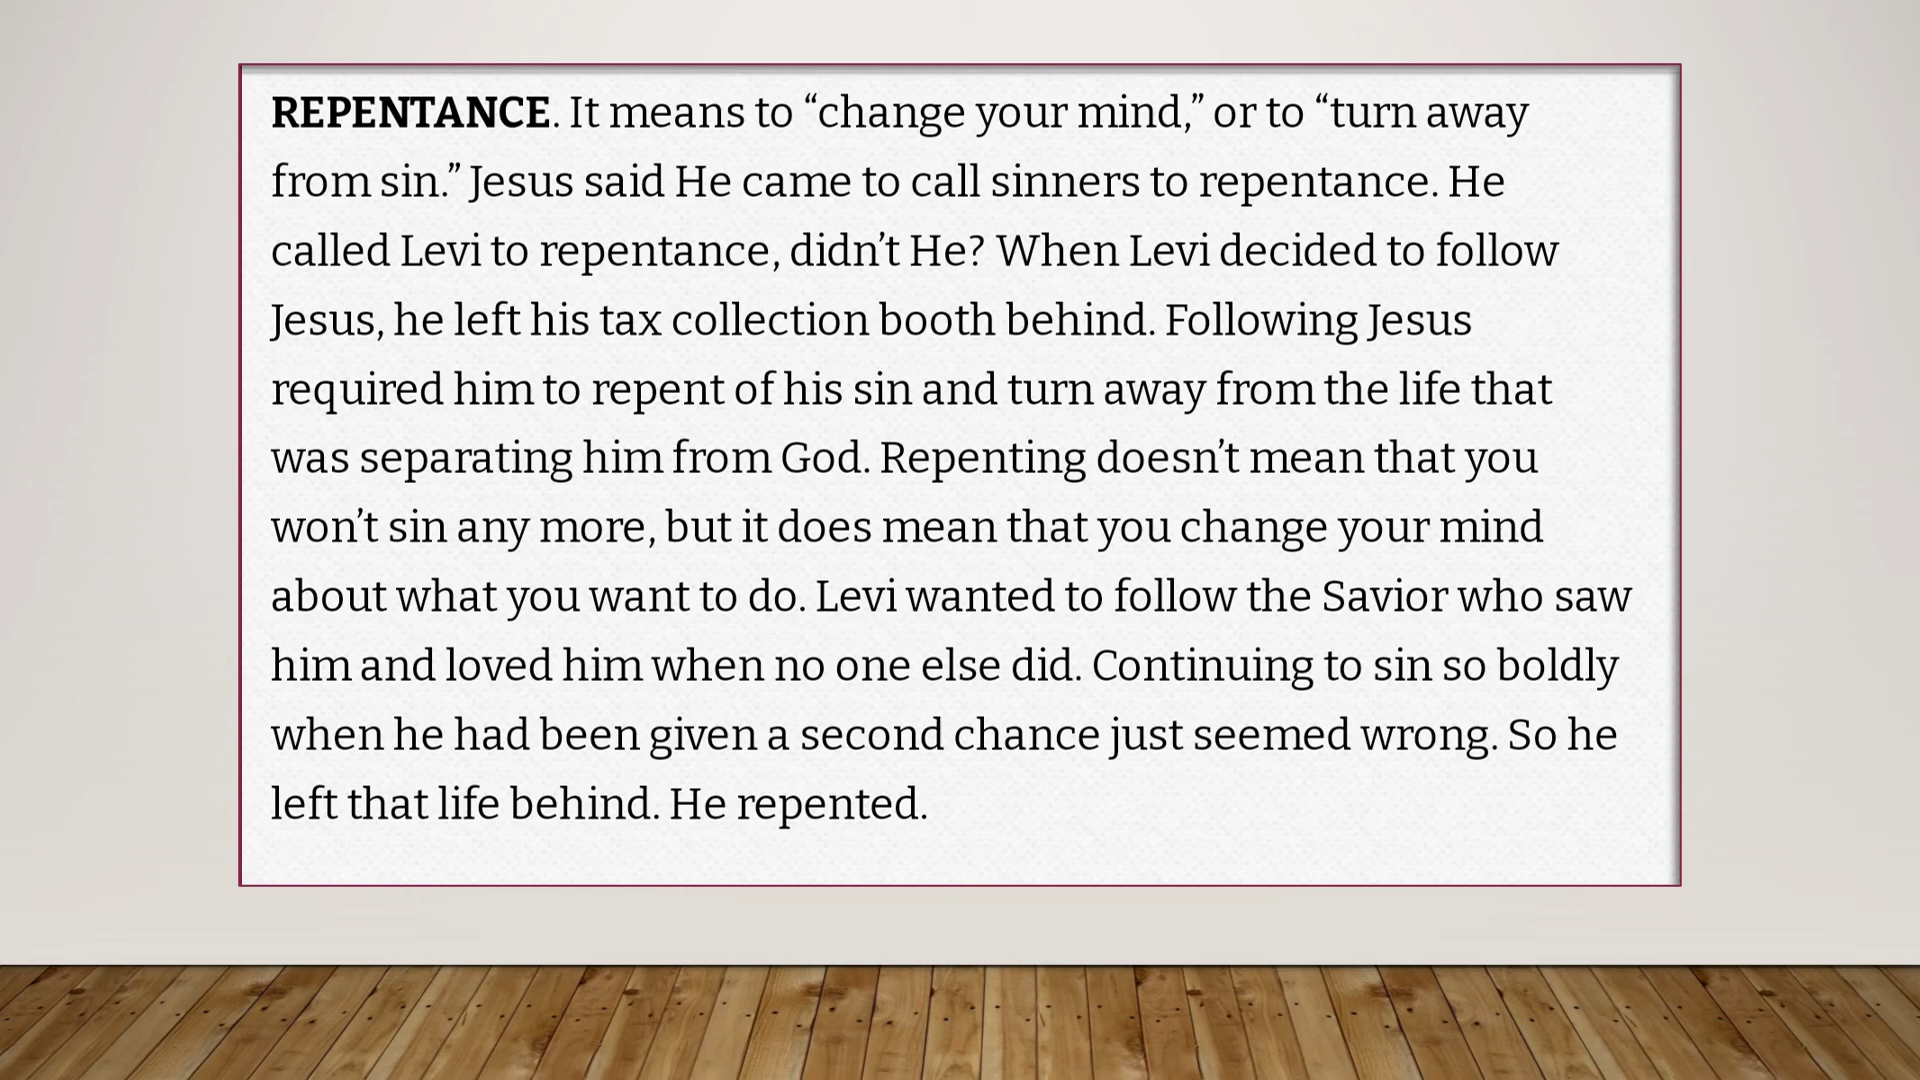 REPENTANCE. It means to “change your mind,” or to “turn away
from sin.” Jesus said He came to call sinners to repentance. He
called Levi to repentance, didn’t He? When Levi decided to follow
Jesus, he left his tax collection booth behind. Following Jesus
required him to repent of his sin and turn away from the life that
was separating him from God. Repenting doesn’t mean that you
won’t sin any more, but it does mean that you change your mind
about what you want to do. Levi wanted to follow the Savior who saw
him and loved him when no one else did. Continuing to sin so boldly
when he had been given a second chance just seemed wrong. So he
left that life behind. He repented.